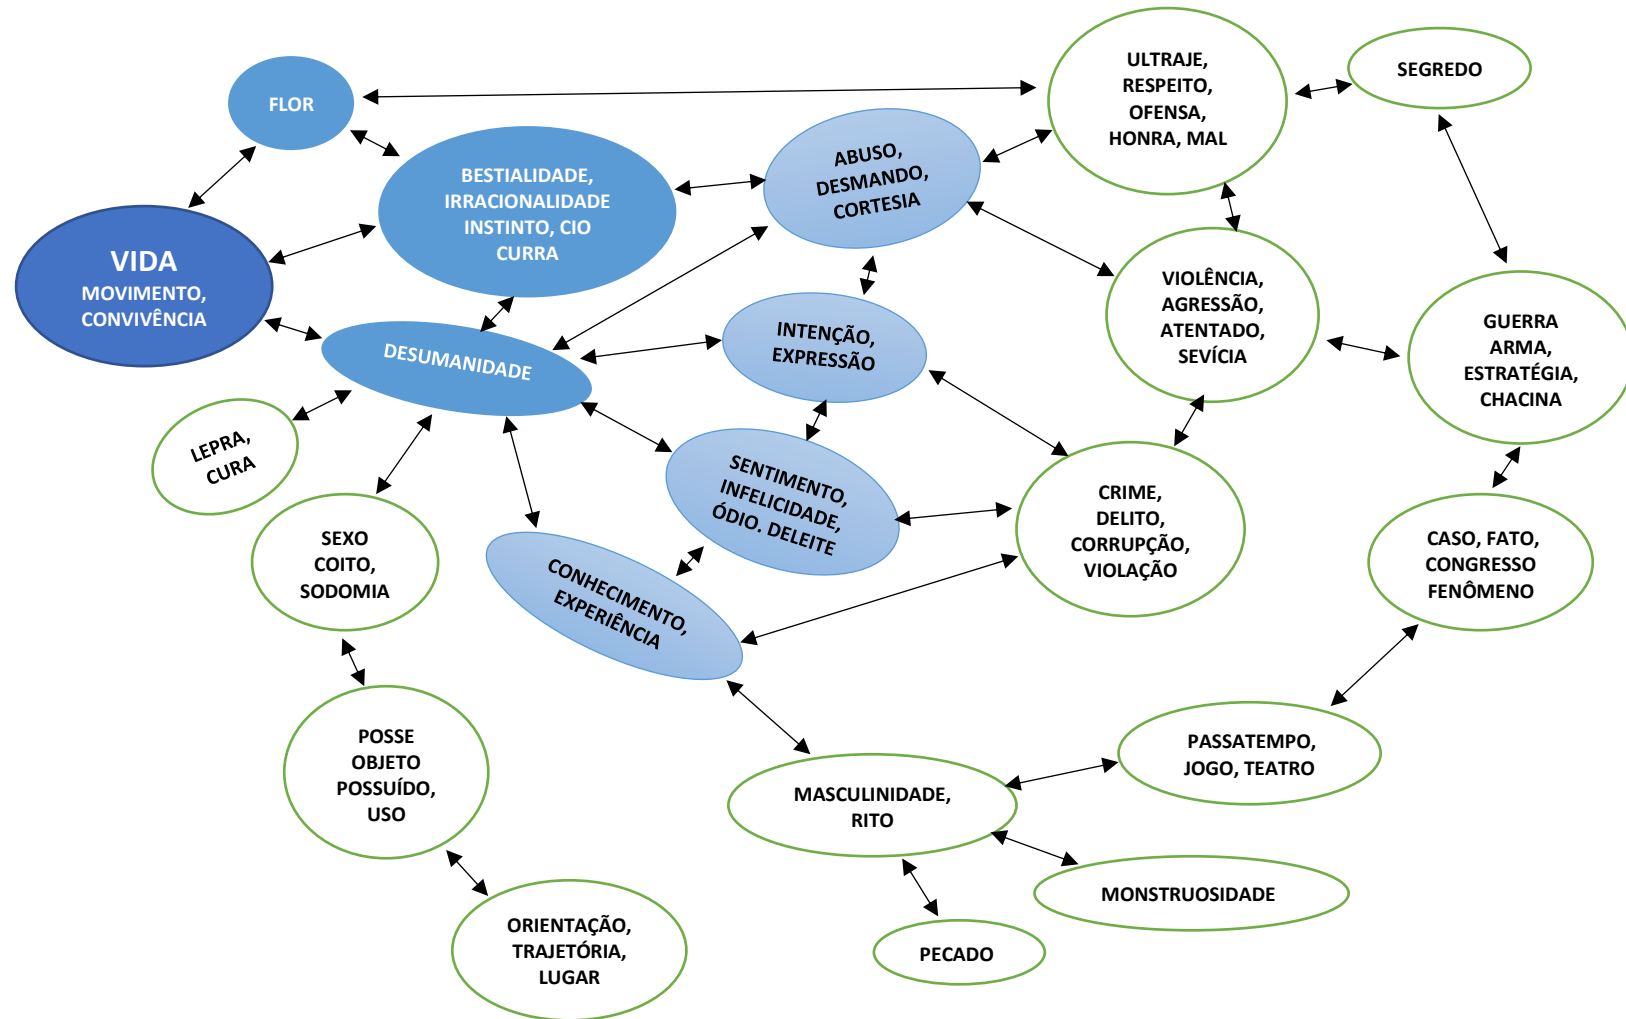 FLOR
ULTRAJE,
RESPEITO,
OFENSA,
HONRA, MAL
SEGREDO
ABUSO,
DESMANDO,
CORTESIA
BESTIALIDADE,
IRRACIONALIDADE
INSTINTO, CIO
CURRA
VIDA
MOVIMENTO,
CONVIVÊNCIA
VIOLÊNCIA,
AGRESSÃO,
ATENTADO,
SEVÍCIA
INTENÇÃO,
EXPRESSÃO
GUERRA
ARMA,
ESTRATÉGIA,
CHACINA
DESUMANIDADE
LEPRA,
CURA
SENTIMENTO,
INFELICIDADE,
ÓDIO. DELEITE
CRIME,
DELITO,
CORRUPÇÃO,
VIOLAÇÃO
SEXO
COITO,
SODOMIA
CONHECIMENTO,
EXPERIÊNCIA
CASO, FATO,
CONGRESSO
FENÔMENO
POSSE
OBJETO
POSSUÍDO,
USO
PASSATEMPO,
JOGO, TEATRO
MASCULINIDADE,
RITO
MONSTRUOSIDADE
ORIENTAÇÃO,
TRAJETÓRIA,
LUGAR
PECADO